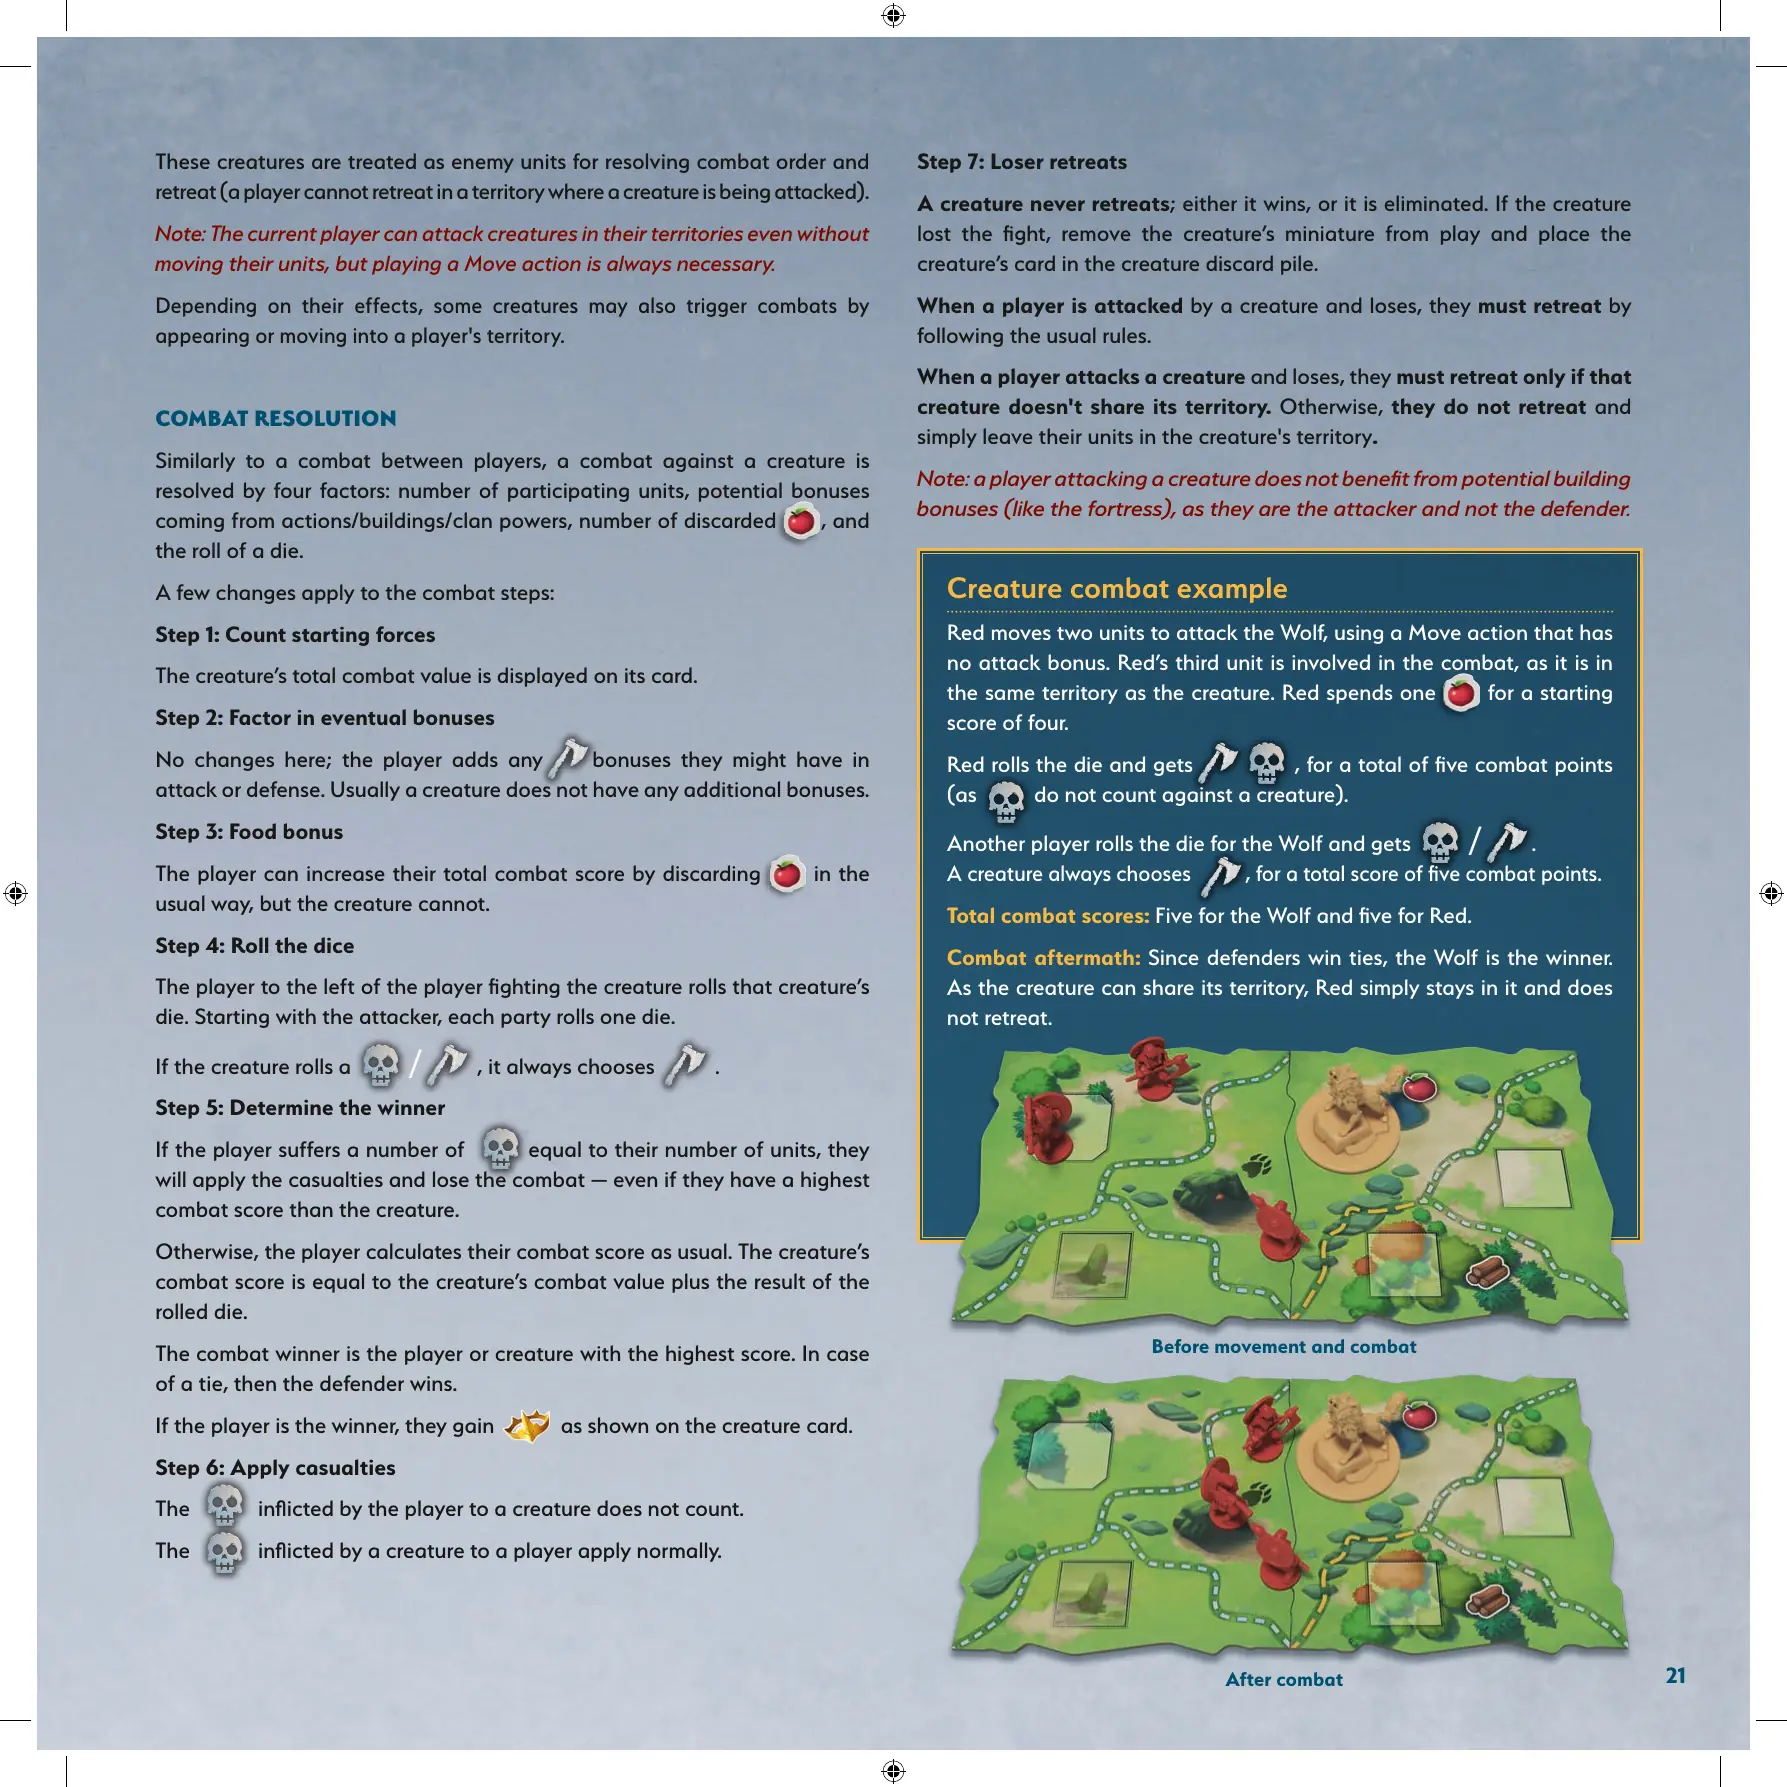 These creatures are treated as enemy units for resolving combat order and
retreat (a player cannot retreat in a territory where a creature is being attacked).
Note: The current player can attack creatures in their territories even without
moving their units, but playing a Move action is always necessary.
Depending on their effects, some creatures may also trigger combats by
appearing or moving into a player's territory.
COMBAT RESOLUTION
Similarly to a combat between players, a combat against a creature is
resolved by four factors: number of participating units, potential bonuses
coming from actions/buildings/clan powers, number of discarded , and
the roll of a die.
A few changes apply to the combat steps:
Step 1: Count starting forces
The creature’s total combat value is displayed on its card.
Step 2: Factor in eventual bonuses
No changes here; the player adds any bonuses they might have in
attack or defense. Usually a creature does not have any additional bonuses.
Step 3: Food bonus
The player can increase their total combat score by discarding in the
usual way, but the creature cannot.
Step 4: Roll the dice
The player to the left of the player fighting the creature rolls that creature’s
die. Starting with the attacker, each party rolls one die.
If the creature rolls a / , it always chooses .
Step 5: Determine the winner
If the player suffers a number of equal to their number of units, they
will apply the casualties and lose the combat — even if they have a highest
combat score than the creature.
Otherwise, the player calculates their combat score as usual. The creature’s
combat score is equal to the creature’s combat value plus the result of the
rolled die.
The combat winner is the player or creature with the highest score. In case
of a tie, then the defender wins.
If the player is the winner, they gain as shown on the creature card.
Step 6: Apply casualties
The inflicted by the player to a creature does not count.
The inflicted by a creature to a player apply normally.
Step 7: Loser retreats
A creature never retreats; either it wins, or it is eliminated. If the creature
lost the fight, remove the creature’s miniature from play and place the
creature’s card in the creature discard pile.
When a player is attacked by a creature and loses, they must retreat by
following the usual rules.
When a player attacks a creature and loses, they must retreat only if that
creature doesn't share its territory. Otherwise, they do not retreat and
simply leave their units in the creature's territory.
Note: a player attacking a creature does not benefit from potential building
bonuses (like the fortress), as they are the attacker and not the defender.
Creature combat example
Red moves two units to attack the Wolf, using a Move action that has
no attack bonus. Red’s third unit is involved in the combat, as it is in
the same territory as the creature. Red spends one for a starting
score of four.
Red rolls the die and gets , for a total of five combat points
(as do not count against a creature).
Another player rolls the die for the Wolf and gets / .
A creature always chooses , for a total score of five combat points.
Total combat scores: Five for the Wolf and five for Red.
Combat aftermath: Since defenders win ties, the Wolf is the winner.
As the creature can share its territory, Red simply stays in it and does
not retreat.
Before movement and combat
After combat
21